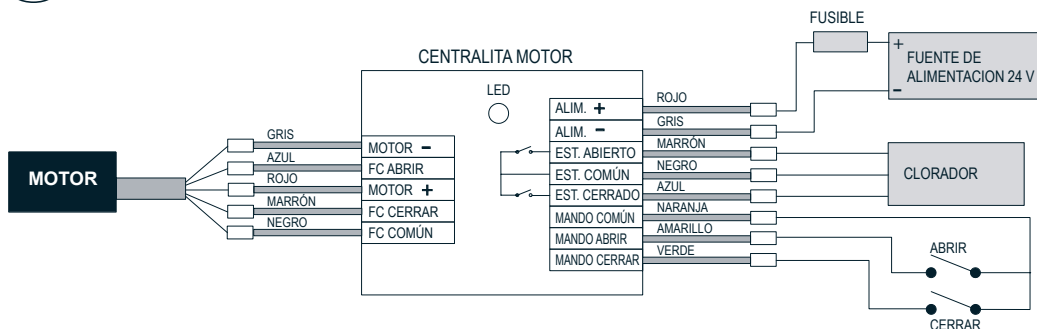 FUSIBLE
+
FUENTE DE
ALIMENTACION 24 V
-
CENTRALITA MOTOR
LED
MOTOR
GRIS
AZUL
ROJO
MARRÓN
NEGRO
MOTOR -
FC ABRIR
MOTOR +
FC CERRAR
FC COMÚN
ALIM. +
ALIM. -
EST. ABIERTO
EST. COMÚN
EST. CERRADO
MANDO COMÚN
MANDO ABRIR
MANDO CERRAR
ROJO
GRIS
MARRÓN
NEGRO
AZUL
NARANJA
AMARILLO
VERDE
CLORADOR
ABRIR
CERRAR